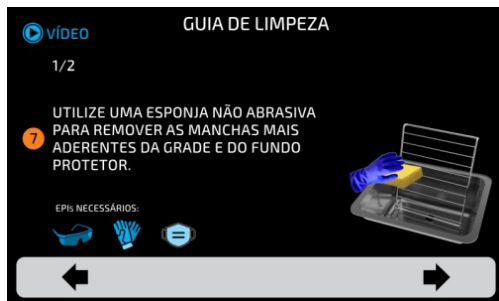 VÍDEO
GUIA DE LIMPEZA
1/2
7
UTILIZE UMA ESPONJA NÃO ABRASIVA
PARA REMOVER AS MANCHAS MAIS
ADERENTES DA GRADE E DO FUNDO
PROTETOR.
EPIs NECESSÁRIOS: